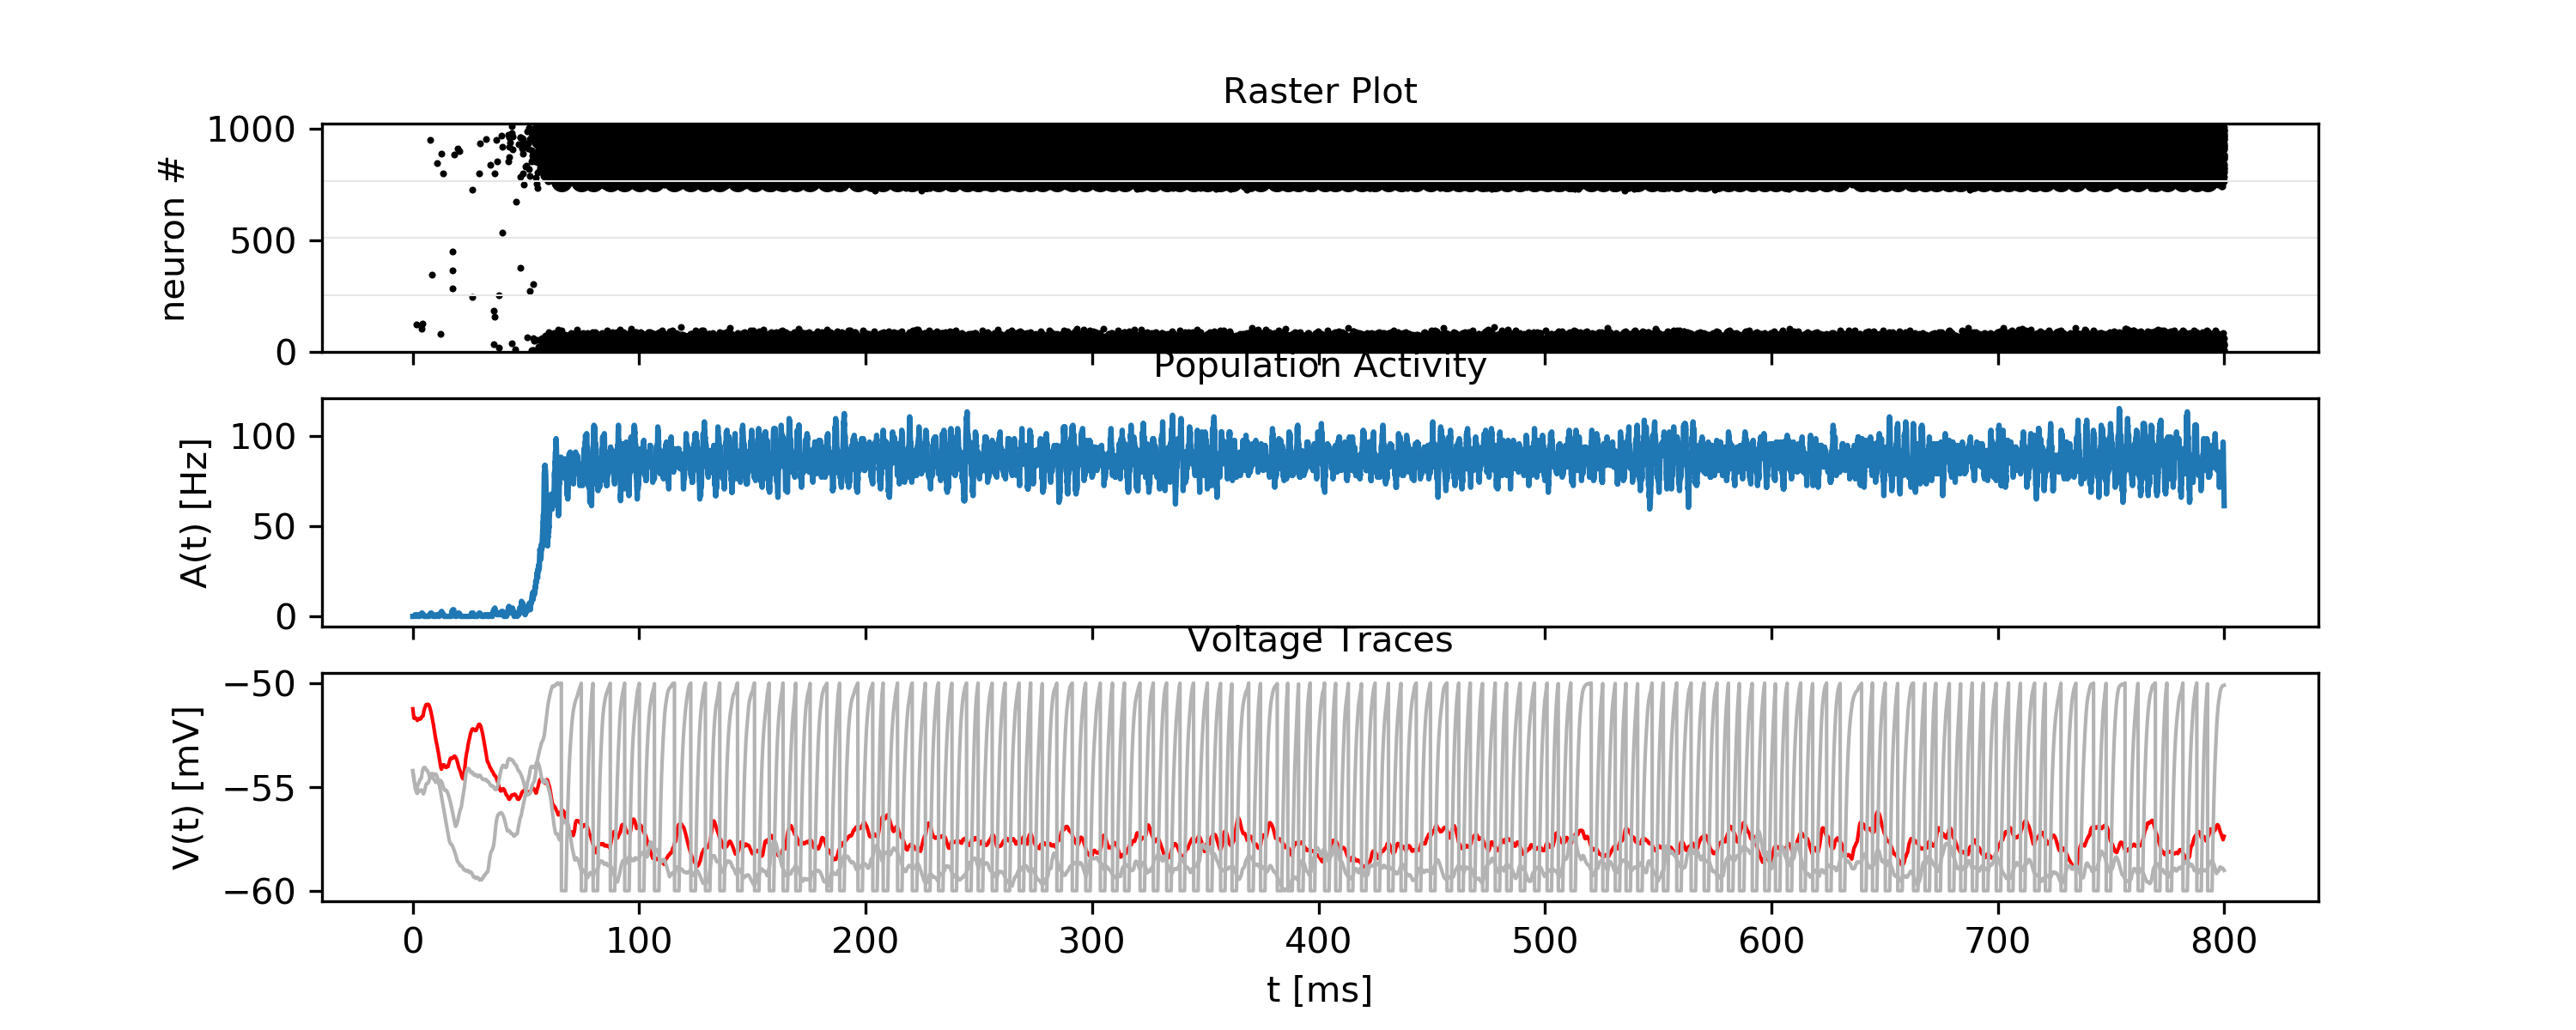 Raster Plot
neuron #
1000
500
0
Population Activity
A(t) [Hz]
100
50
0
Voltage Traces
V(t) [mV]
−50
−55
−60
0 100 200 300 400 500 600 700 800
t [ms]